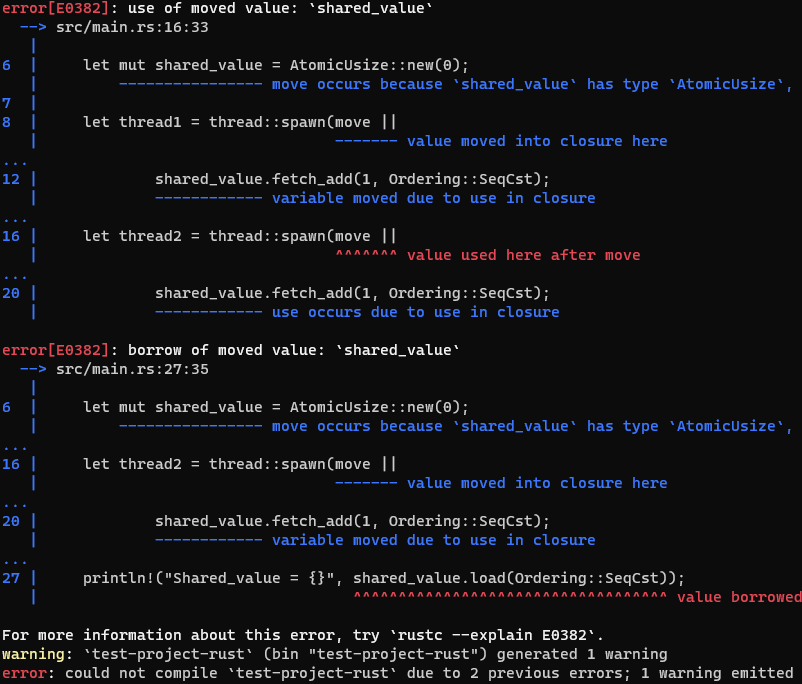 error[E0382]: use of moved value: `shared_value`
  --> src/main.rs:16:33
   |
6  |     let mut shared_value = AtomicUsize::new(0);
   |         ---------------- move occurs because `shared_value` has type `AtomicUsize`,
7  |
8  |     let thread1 = thread::spawn(move ||
   |                                 ------- value moved into closure here
...
12 |             shared_value.fetch_add(1, Ordering::SeqCst);
   |             ------------ variable moved due to use in closure
...
16 |     let thread2 = thread::spawn(move ||
   |                                 ^^^^^^^ value used here after move
...
20 |             shared_value.fetch_add(1, Ordering::SeqCst);
   |             ------------ use occurs due to use in closure

error[E0382]: borrow of moved value: `shared_value`
  --> src/main.rs:27:35
   |
6  |     let mut shared_value = AtomicUsize::new(0);
   |         ---------------- move occurs because `shared_value` has type `AtomicUsize`,
...
16 |     let thread2 = thread::spawn(move ||
   |                                 ------- value moved into closure here
...
20 |             shared_value.fetch_add(1, Ordering::SeqCst);
   |             ------------ variable moved due to use in closure
...
27 |     println!("Shared_value = {}", shared_value.load(Ordering::SeqCst));
   |                                   ^^^^^^^^^^^^^^^^^^^^^^^^^^^^^^^^^^^ value borrowed

For more information about this error, try `rustc --explain E0382`.
warning: `test-project-rust` (bin "test-project-rust") generated 1 warning
error: could not compile `test-project-rust` due to 2 previous errors; 1 warning emitted